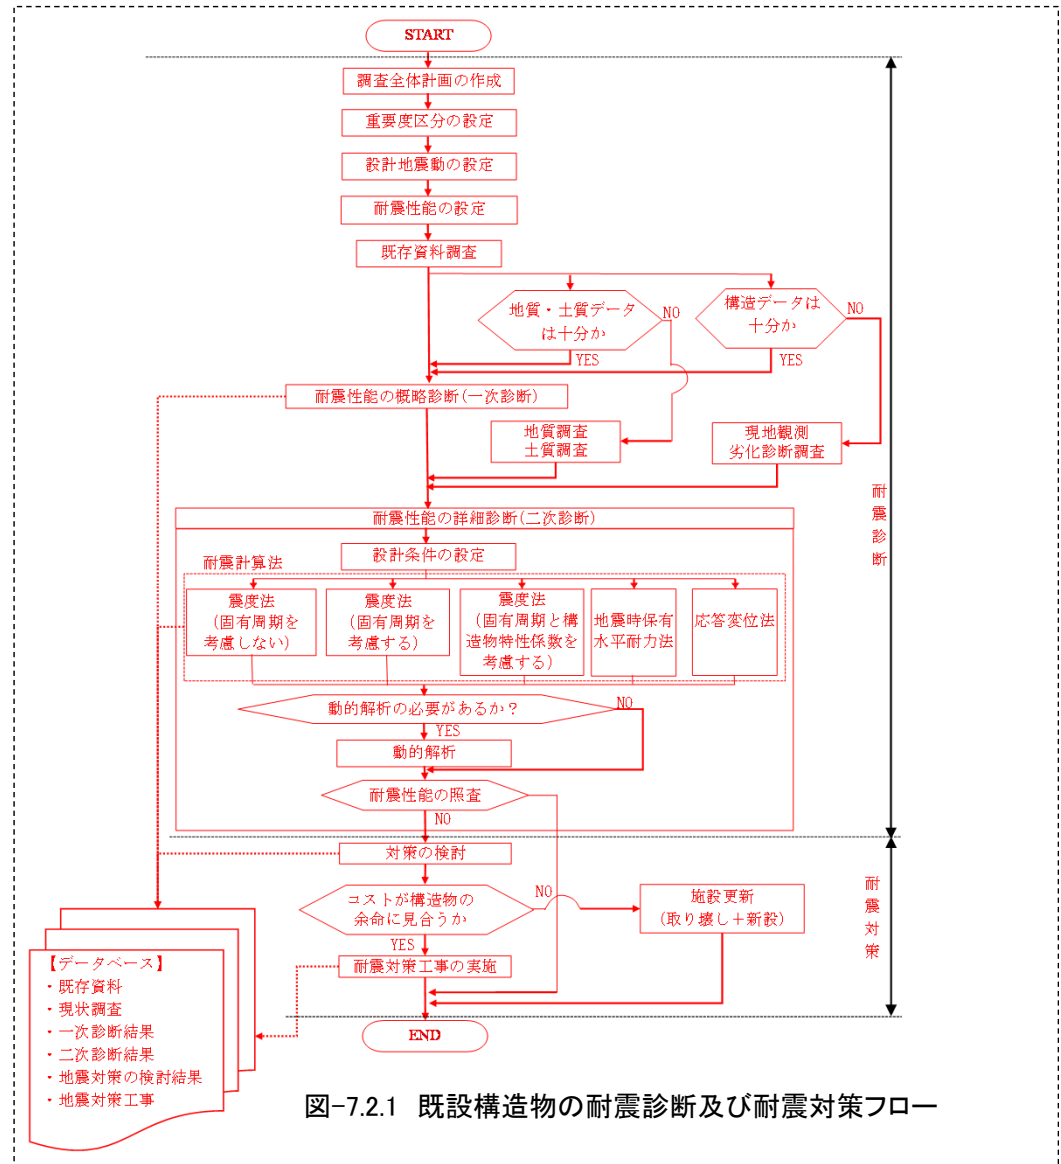 START
調査全体計画の作成
重要度区分の設定
設計地震動の設定
耐震性能の設定
既存資料調査
地質・土質データ
は十分か
NO
YES
構造データは
十分か
NO
YES
耐震性能の概略診断(一次診断)
地質調査
土質調査
現地観測
劣化診断調査
耐震診断
耐震性能の詳細診断(二次診断)
設計条件の設定
耐震計算法
震度法
(固有周期を
考慮しない)
震度法
(固有周期を
考慮する)
震度法
(固有周期と構
造物特性係数を
考慮する)
地震時保有
水平耐力法
応答変位法
動的解析の必要があるか？
NO
YES
動的解析
耐震性能の照査
NO
対策の検討
コストが構造物の
余命に見合うか
NO
YES
施設更新
(取り壊し＋新設)
耐震対策
耐震対策工事の実施
END
【データベース】
・既存資料
・現状調査
・一次診断結果
・二次診断結果
・地震対策の検討結果
・地震対策工事
図-7.2.1 既設構造物の耐震診断及び耐震対策フロー